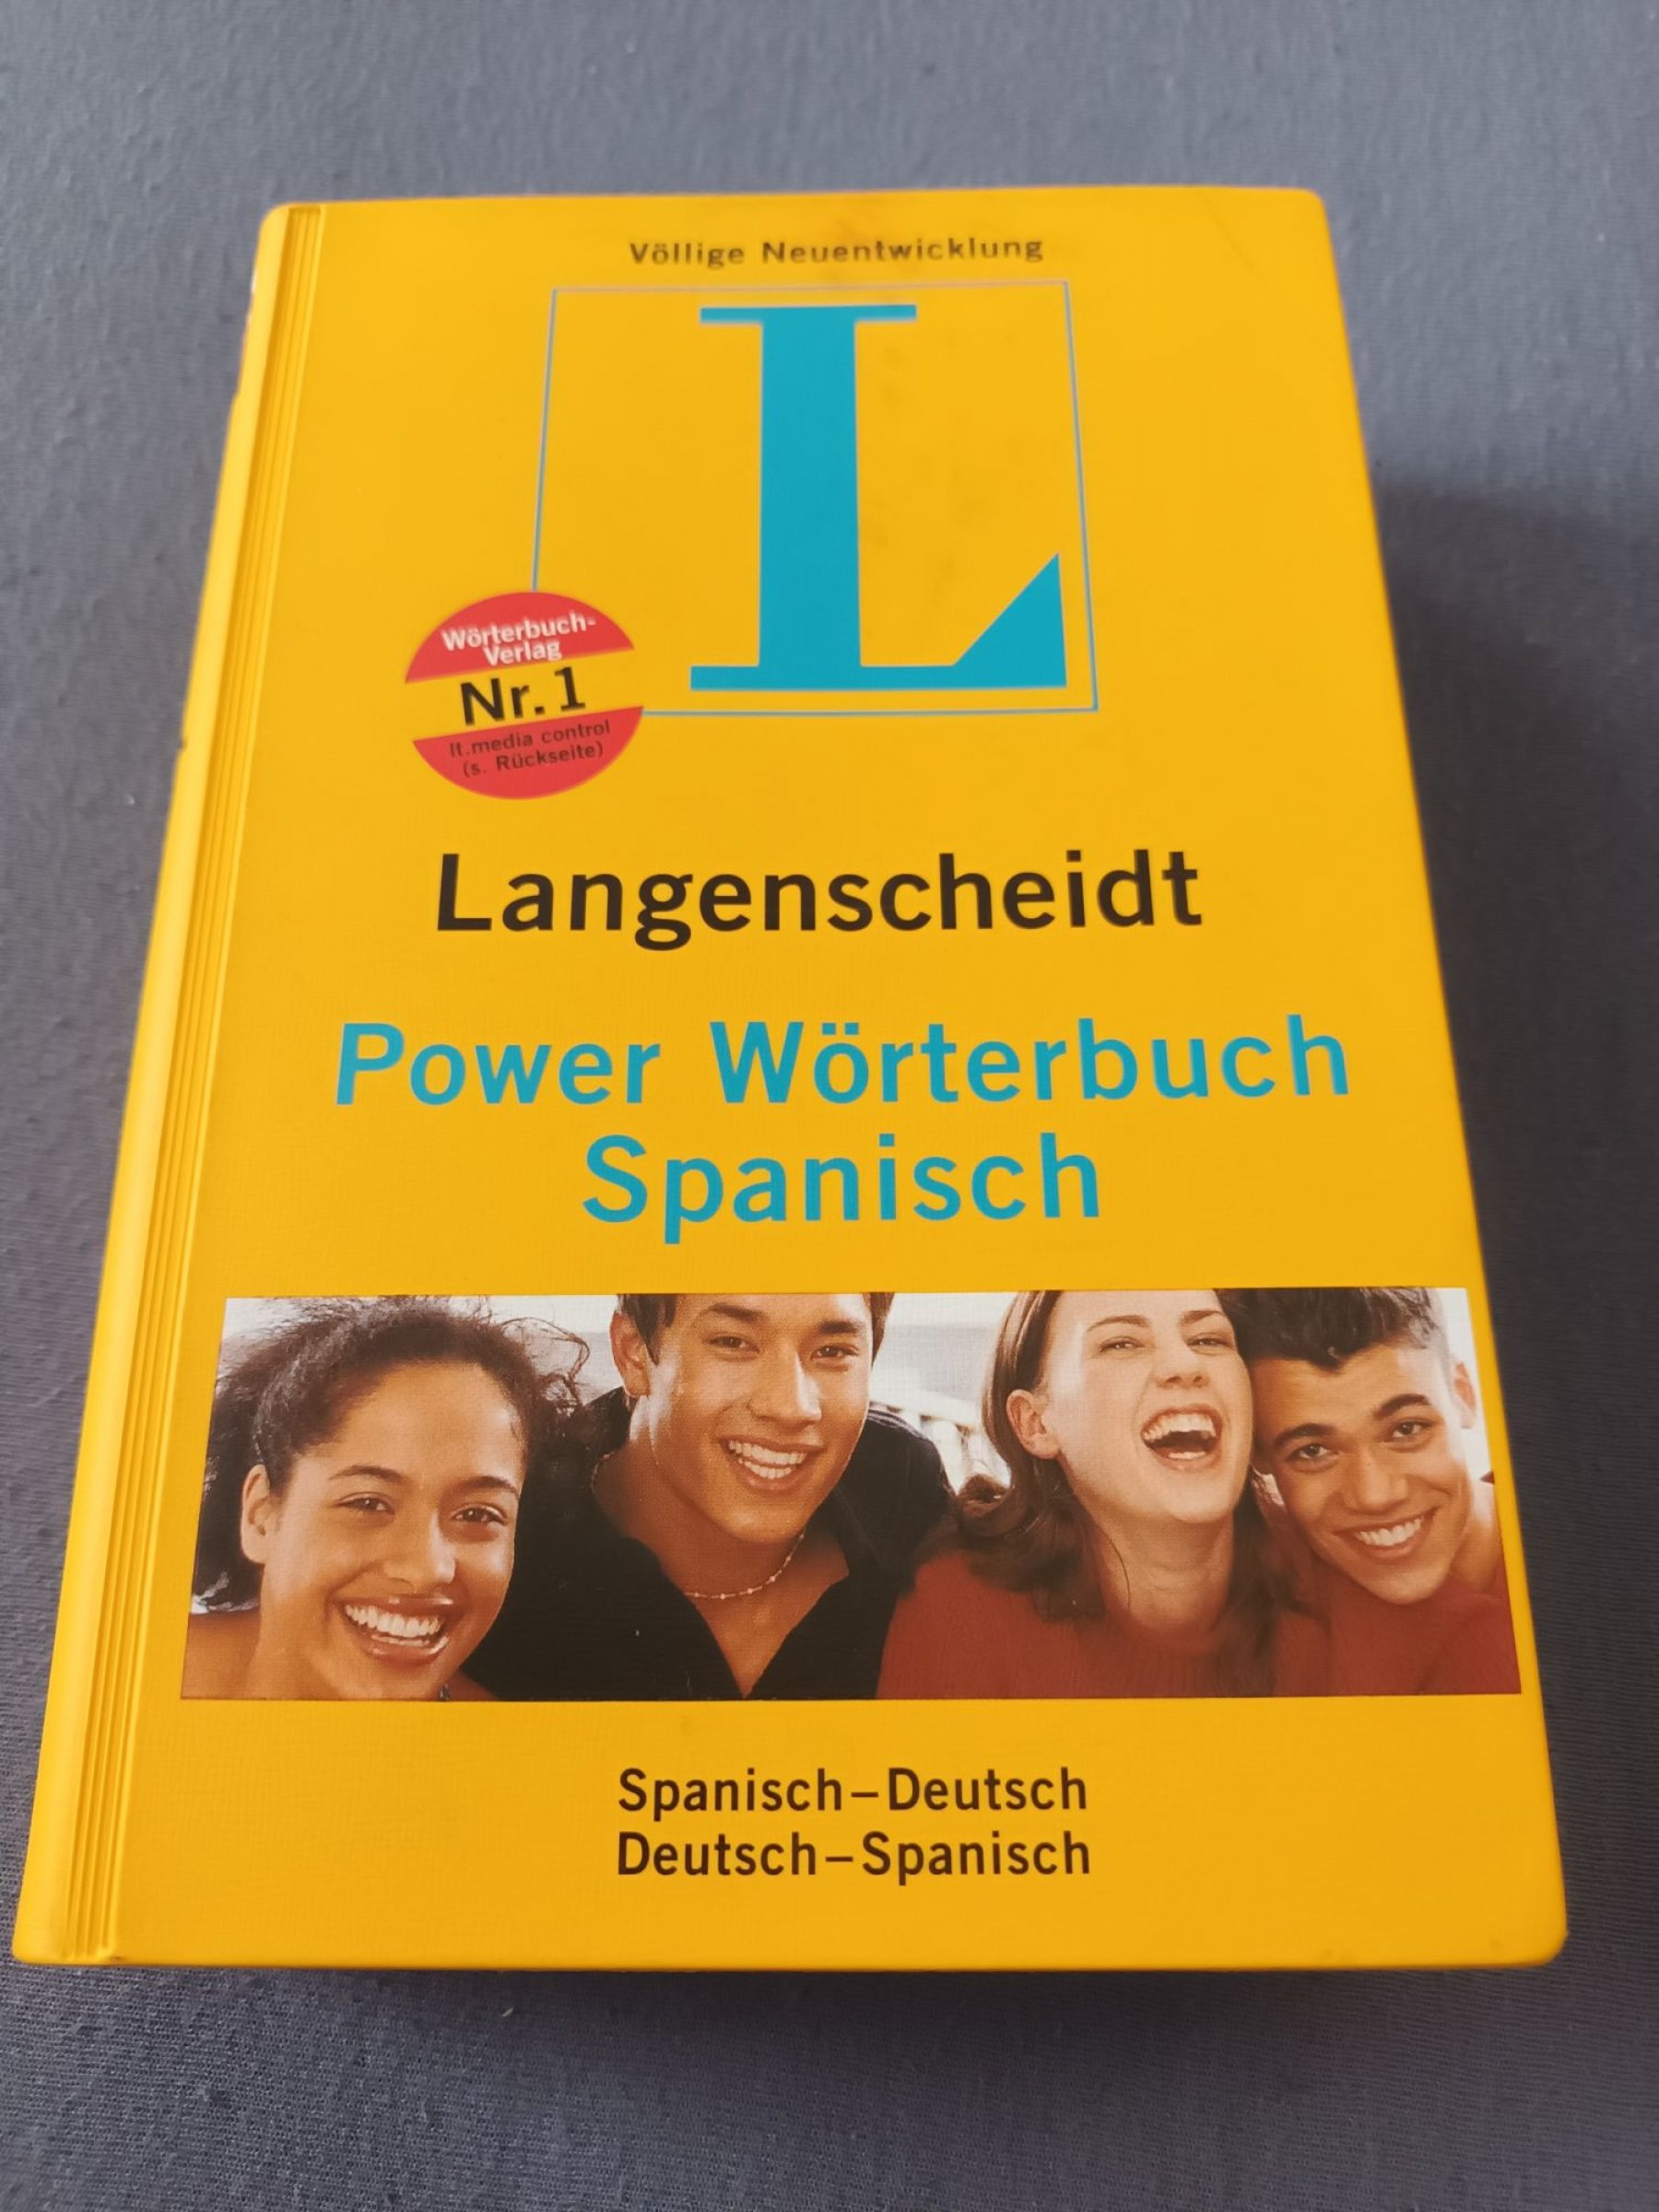 Völlige Neuentwicklung
L
Wörterbuch-
Verlag
Nr. 1
lt. media control
(s. Rückseite)
Langenscheidt
Power Wörterbuch
Spanisch
Spanisch–Deutsch
Deutsch–Spanisch